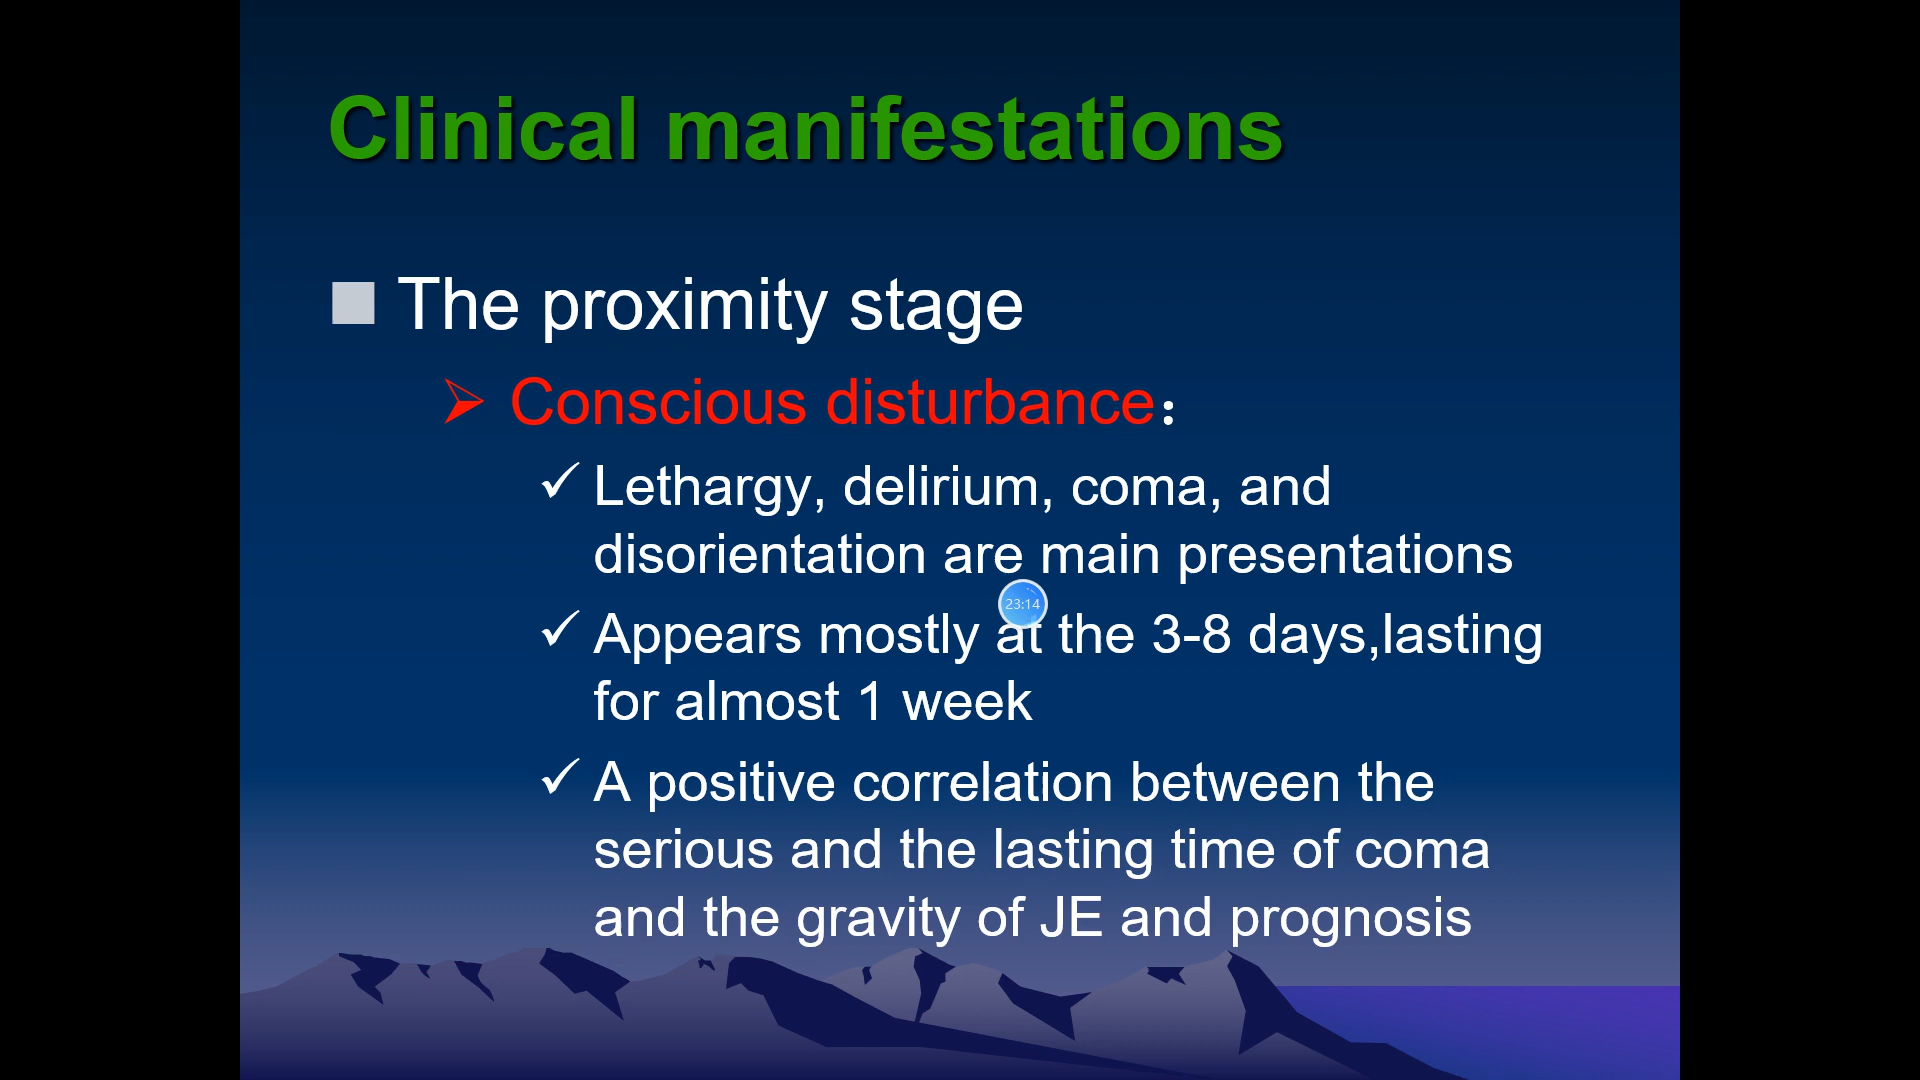 Clinical manifestations
The proximity stage
Conscious disturbance：
Lethargy, delirium, coma, and
disorientation are main presentations
23:14
Appears mostly at the 3-8 days,lasting
for almost 1 week
A positive correlation between the
serious and the lasting time of coma
and the gravity of JE and prognosis